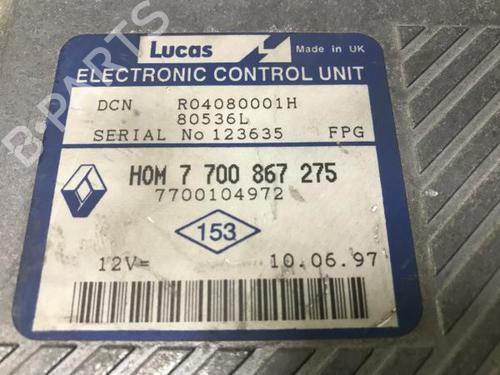 Lucas
Made in UK
ELECTRONIC CONTROL UNIT
DCN R04080001H
80536L
SERIAL No 123635 FPG
HOM 7 700 867 275
7700104972
153
12V=
10.06.97
B-PARTS